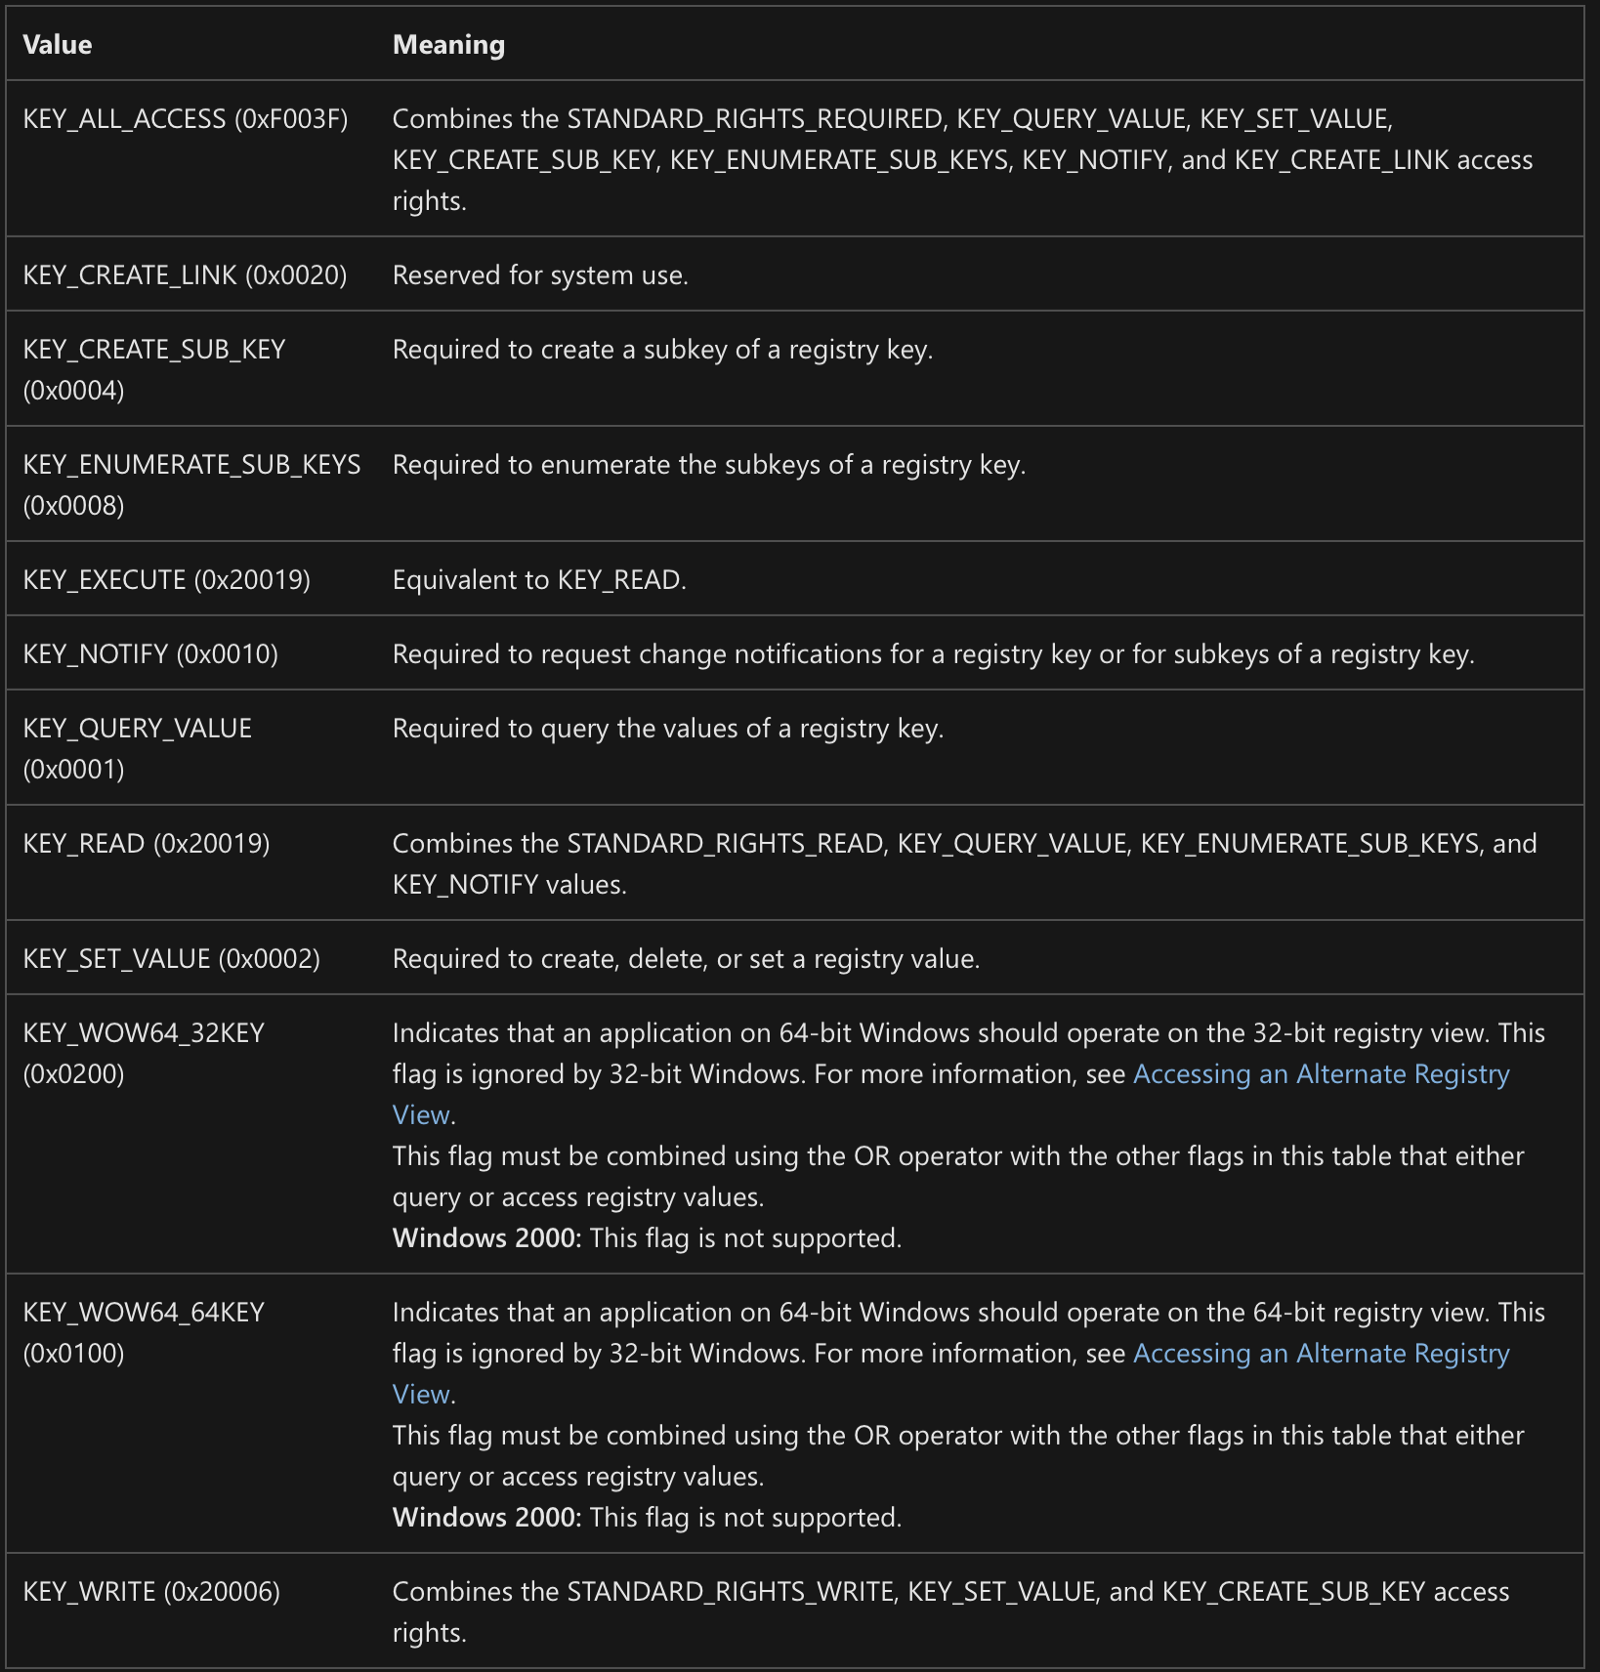 Value Meaning
KEY_ALL_ACCESS (0xF003F) Combines the STANDARD_RIGHTS_REQUIRED, KEY_QUERY_VALUE, KEY_SET_VALUE,
KEY_CREATE_SUB_KEY, KEY_ENUMERATE_SUB_KEYS, KEY_NOTIFY, and KEY_CREATE_LINK access
rights.
KEY_CREATE_LINK (0x0020) Reserved for system use.
KEY_CREATE_SUB_KEY Required to create a subkey of a registry key.
(0x0004)
KEY_ENUMERATE_SUB_KEYS Required to enumerate the subkeys of a registry key.
(0x0008)
KEY_EXECUTE (0x20019) Equivalent to KEY_READ.
KEY_NOTIFY (0x0010) Required to request change notifications for a registry key or for subkeys of a registry key.
KEY_QUERY_VALUE Required to query the values of a registry key.
(0x0001)
KEY_READ (0x20019) Combines the STANDARD_RIGHTS_READ, KEY_QUERY_VALUE, KEY_ENUMERATE_SUB_KEYS, and
KEY_NOTIFY values.
KEY_SET_VALUE (0x0002) Required to create, delete, or set a registry value.
KEY_WOW64_32KEY Indicates that an application on 64-bit Windows should operate on the 32-bit registry view. This
(0x0200) flag is ignored by 32-bit Windows. For more information, see Accessing an Alternate Registry
View.
This flag must be combined using the OR operator with the other flags in this table that either
query or access registry values.
Windows 2000: This flag is not supported.
KEY_WOW64_64KEY Indicates that an application on 64-bit Windows should operate on the 64-bit registry view. This
(0x0100) flag is ignored by 32-bit Windows. For more information, see Accessing an Alternate Registry
View.
This flag must be combined using the OR operator with the other flags in this table that either
query or access registry values.
Windows 2000: This flag is not supported.
KEY_WRITE (0x20006) Combines the STANDARD_RIGHTS_WRITE, KEY_SET_VALUE, and KEY_CREATE_SUB_KEY access
rights.